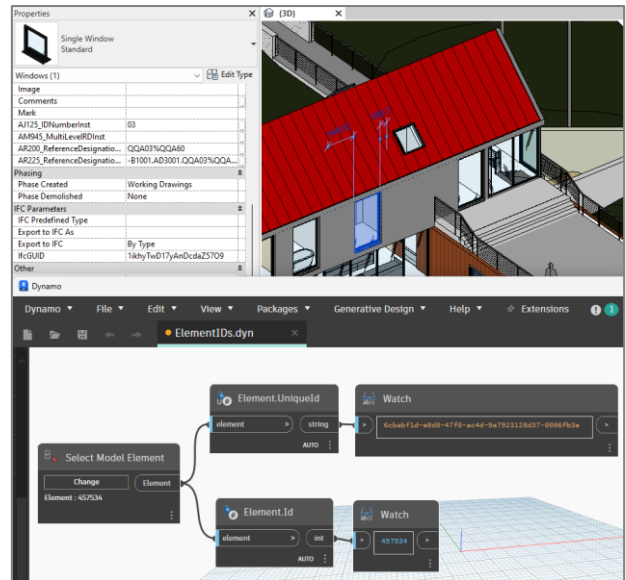 Properties
Single Window
Standard
Windows (1)
Edit Type
Image
Comments
Mark
AJ125_IDNumberInst 03
AM945_MultiLevelRDInst
AR200_ReferenceDesignatio... QQA03%QQA60
AR225_ReferenceDesignatio... -B1001.AD3001.QQA03%QQA...
Phasing
Phase Created Working Drawings
Phase Demolished None
IFC Parameters
IFC Predefined Type
Export to IFC As
Export to IFC By Type
IfcGUID 1ikhyTwD17yAnDcdaZ57O9
Other
{3D}
Dynamo
Dynamo File Edit View Packages Generative Design Help Extensions 1
ElementIDs.dyn
Element.UniqueId
element > string
AUTO
Watch
> 6cbabf1d-e8d0-47f0-ac4d-9a7923128d37-0006fb3e >
Select Model Element
Change Element
Element : 457534
Element.Id
element > int
AUTO
Watch
> 457534 >